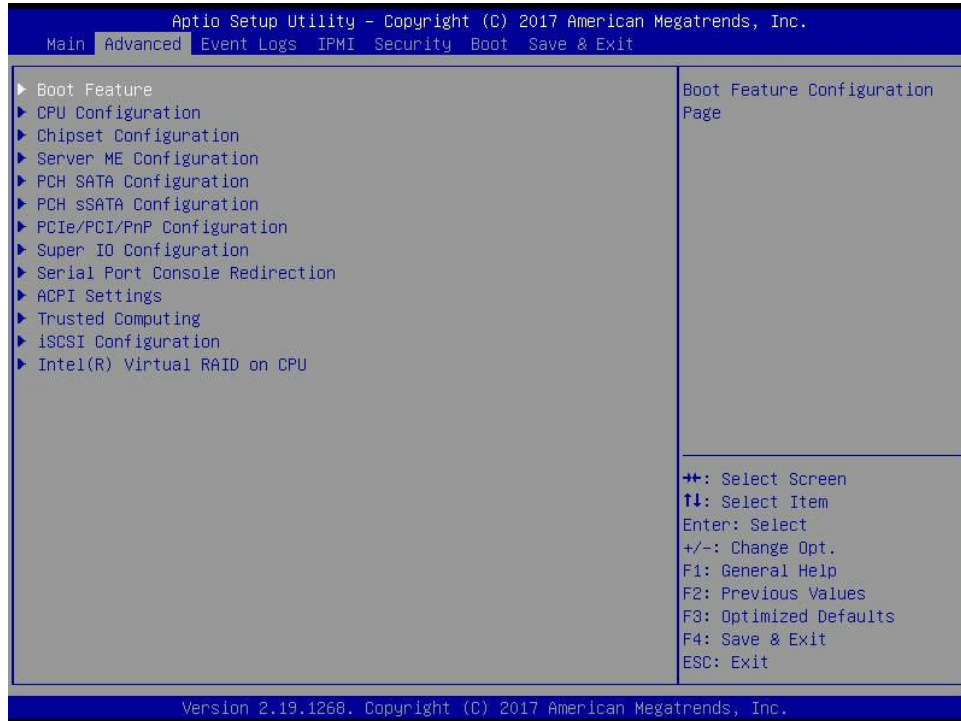 Aptio Setup Utility – Copyright (C) 2017 American Megatrends, Inc.
Main Advanced Event Logs IPMI Security Boot Save & Exit
▶ Boot Feature
▶ CPU Configuration
▶ Chipset Configuration
▶ Server ME Configuration
▶ PCH SATA Configuration
▶ PCH sSATA Configuration
▶ PCIe/PCI/PnP Configuration
▶ Super IO Configuration
▶ Serial Port Console Redirection
▶ ACPI Settings
▶ Trusted Computing
▶ iSCSI Configuration
▶ Intel(R) Virtual RAID on CPU
Boot Feature Configuration
Page
→←: Select Screen
↑↓: Select Item
Enter: Select
+/-: Change Opt.
F1: General Help
F2: Previous Values
F3: Optimized Defaults
F4: Save & Exit
ESC: Exit
Version 2.19.1268. Copyright (C) 2017 American Megatrends, Inc.